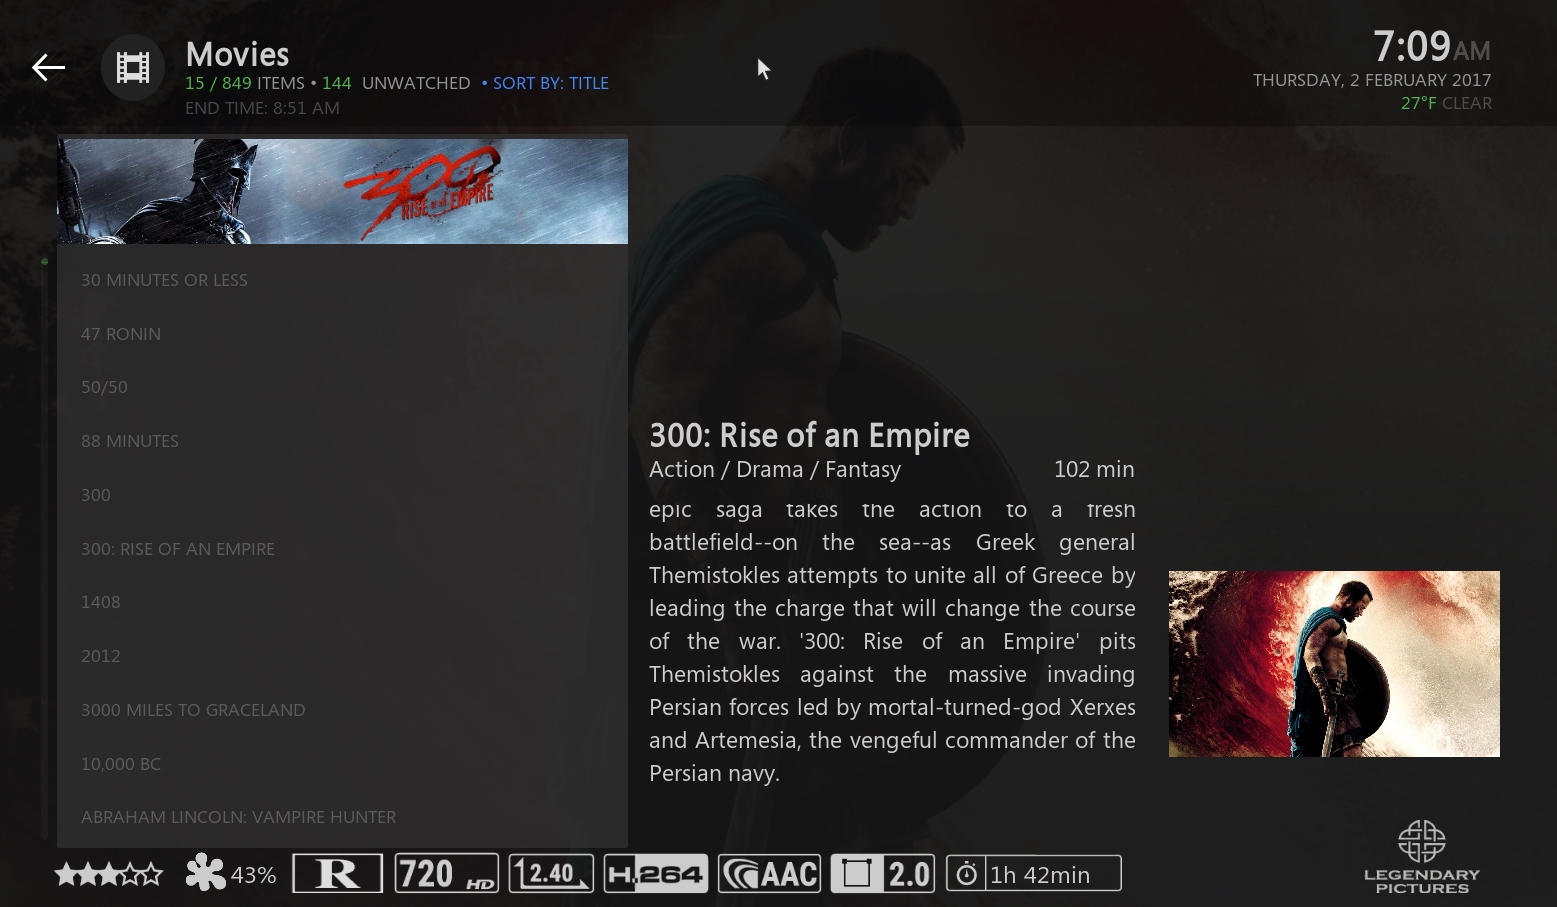 Movies
15 / 849 ITEMS • 144 UNWATCHED • SORT BY: TITLE
END TIME: 8:51 AM
7:09 AM
THURSDAY, 2 FEBRUARY 2017
27°F CLEAR
300
RISE of an EMPIRE
30 MINUTES OR LESS
47 RONIN
50/50
88 MINUTES
300
300: RISE OF AN EMPIRE
1408
2012
3000 MILES TO GRACELAND
10,000 BC
ABRAHAM LINCOLN: VAMPIRE HUNTER
300: Rise of an Empire
Action / Drama / Fantasy 102 min
epic saga takes the action to a fresh
battlefield--on the sea--as Greek general
Themistokles attempts to unite all of Greece by
leading the charge that will change the course
of the war. '300: Rise of an Empire' pits
Themistokles against the massive invading
Persian forces led by mortal-turned-god Xerxes
and Artemesia, the vengeful commander of the
Persian navy.
43% R 720 HD 2.40 H.264 AAC 2.0 1h 42min
LEGENDARY
PICTURES